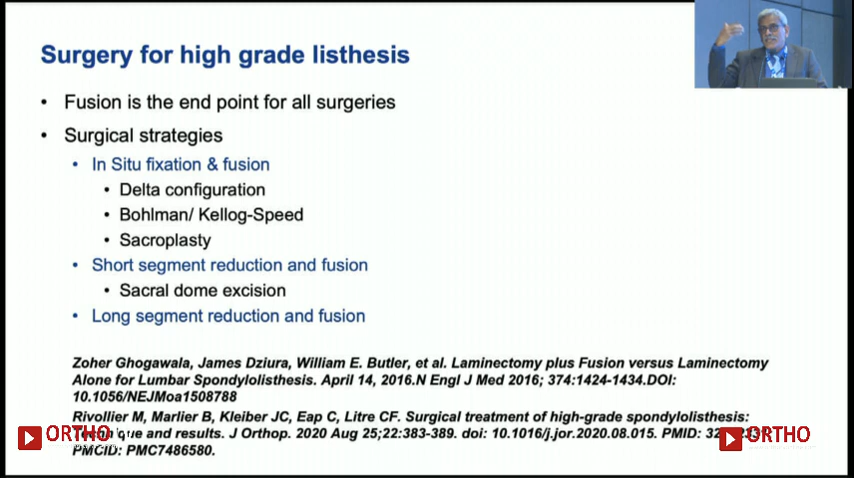 Surgery for high grade listhesis
• Fusion is the end point for all surgeries
• Surgical strategies
• In Situ fixation & fusion
• Delta configuration
• Bohlman/ Kellog-Speed
• Sacroplasty
• Short segment reduction and fusion
• Sacral dome excision
• Long segment reduction and fusion
Zoher Ghogawala, James Dziura, William E. Butler, et al. Laminectomy plus Fusion versus Laminectomy
Alone for Lumbar Spondylolisthesis. April 14, 2016.N Engl J Med 2016; 374:1424-1434.DOI:
10.1056/NEJMoa1508788
Rivollier M, Marlier B, Kleiber JC, Eap C, Litre CF. Surgical treatment of high-grade spondylolisthesis:
and results. J Orthop. 2020 Aug 25;22:383-389. doi: 10.1016/j.jor.2020.08.015. PMID:
PMCID: PMC7486580.
ORTHO
ORTHO